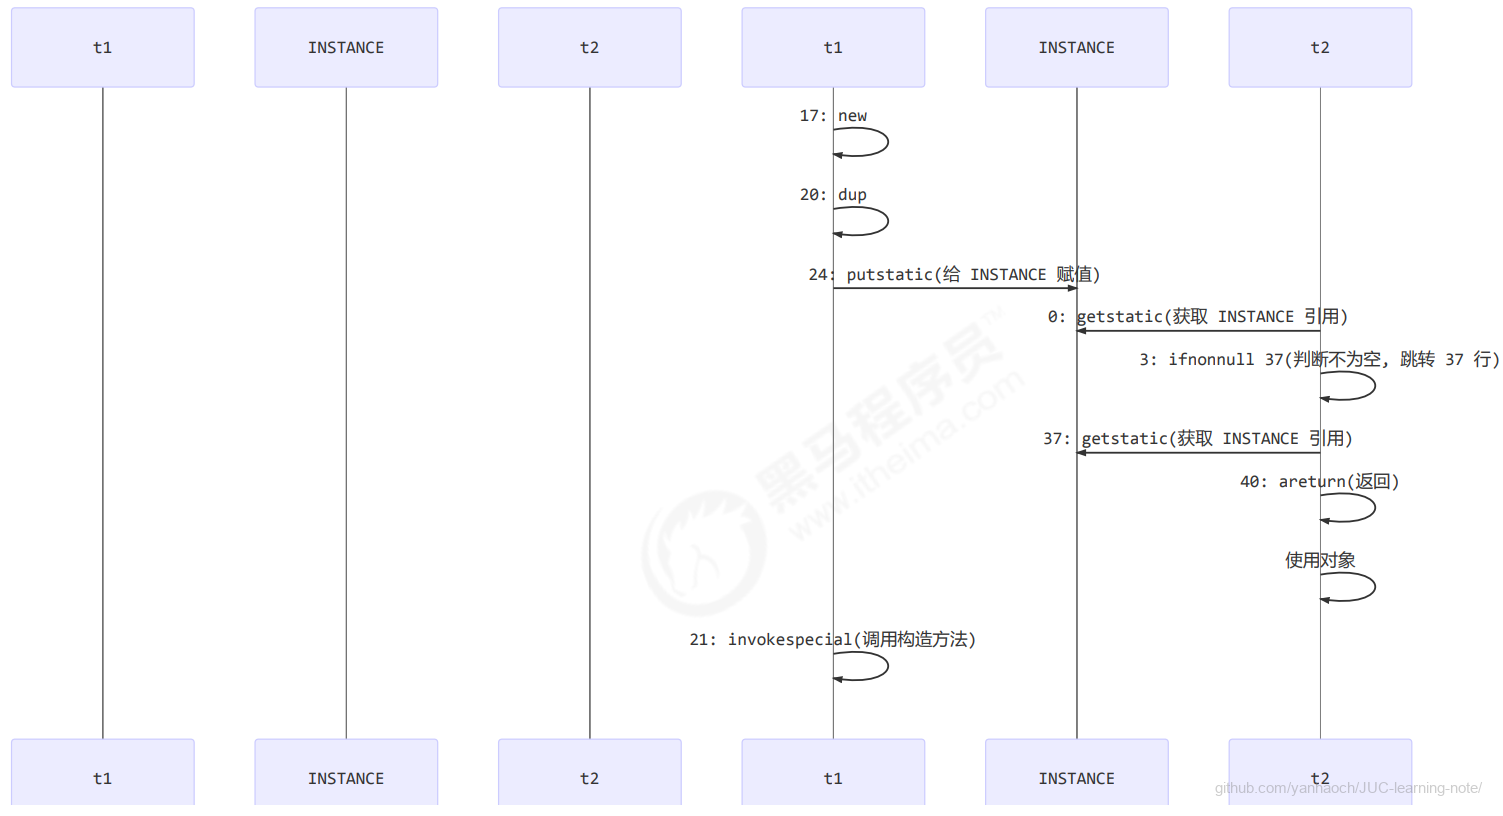 t1
INSTANCE
t2
t1
INSTANCE
t2
17: new
20: dup
24: putstatic(给 INSTANCE 赋值)
0: getstatic(获取 INSTANCE 引用)
3: ifnonnull 37(判断不为空, 跳转 37 行)
37: getstatic(获取 INSTANCE 引用)
40: areturn(返回)
使用对象
21: invokespecial(调用构造方法)
黑马程序员™
www.itheima.com
t1
INSTANCE
t2
t1
INSTANCE
t2
github.com/yanhaoch/JUC-learning-note/